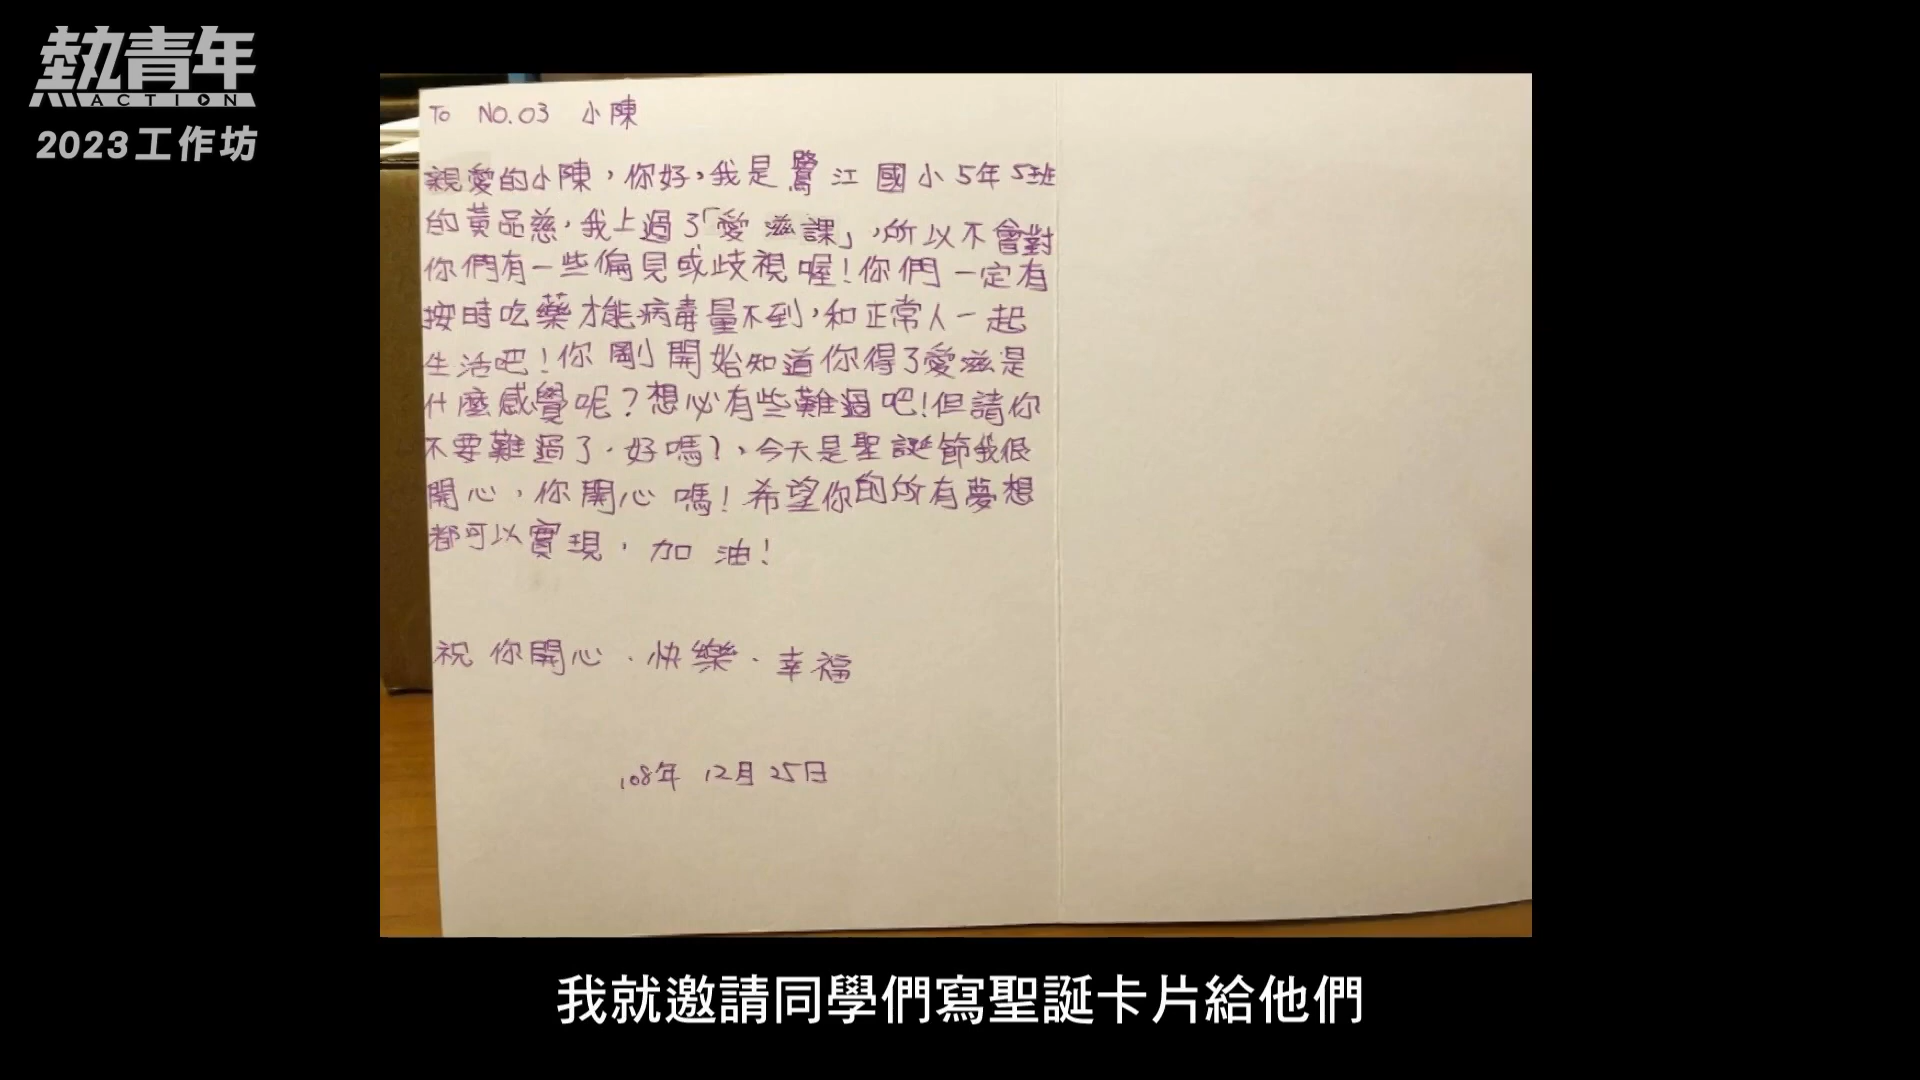 熱青年
ACTION
2023工作坊
To NO.03 小陳
親愛的小陳，你好，我是鷺江國小5年5班
的黃品慈，我上過了「愛滋課」，所以不會對
你們有一些偏見或歧視喔！你們一定有
按時吃藥才能病毒量不到，和正常人一起
生活吧！你剛開始知道你得了愛滋是
什麼感覺呢？想必有些難過吧！但請你
不要難過了．好嗎？、今天是聖誕節我很
開心，你開心嗎！希望你的所有夢想
都可以實現，加油！
祝 你開心．快樂．幸福
108年 12月25日
我就邀請同學們寫聖誕卡片給他們